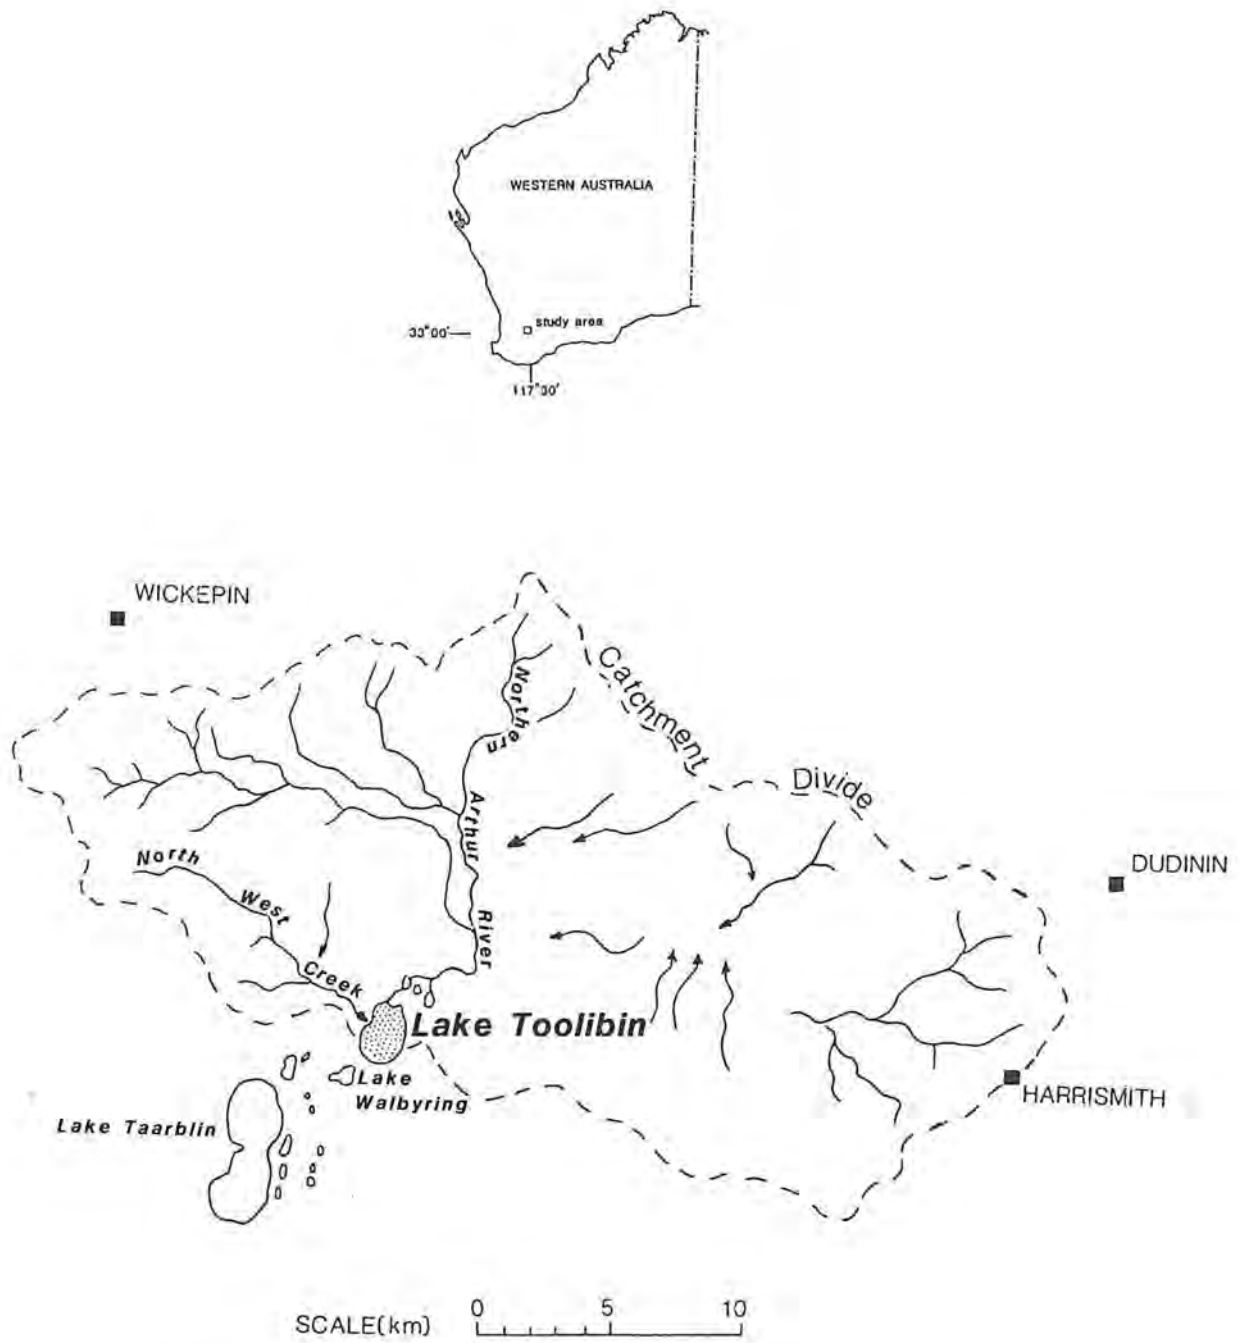 WESTERN AUSTRALIA
study area
33°00'
117°00'
WICKEPIN
Catchment Divide
Northern Arthur River
DUDININ
North West Creek
Lake Toolibin
Lake
Walbyring
HARRISMITH
Lake Taarblin
0 5 10
SCALE(km)